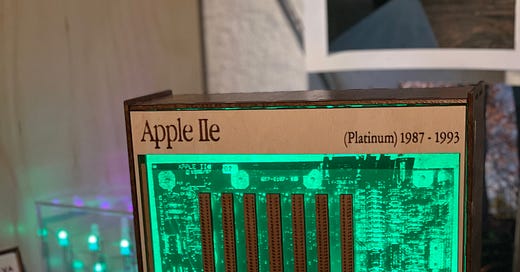 Apple IIe
(Platinum) 1987 - 1993
APPLE IIe